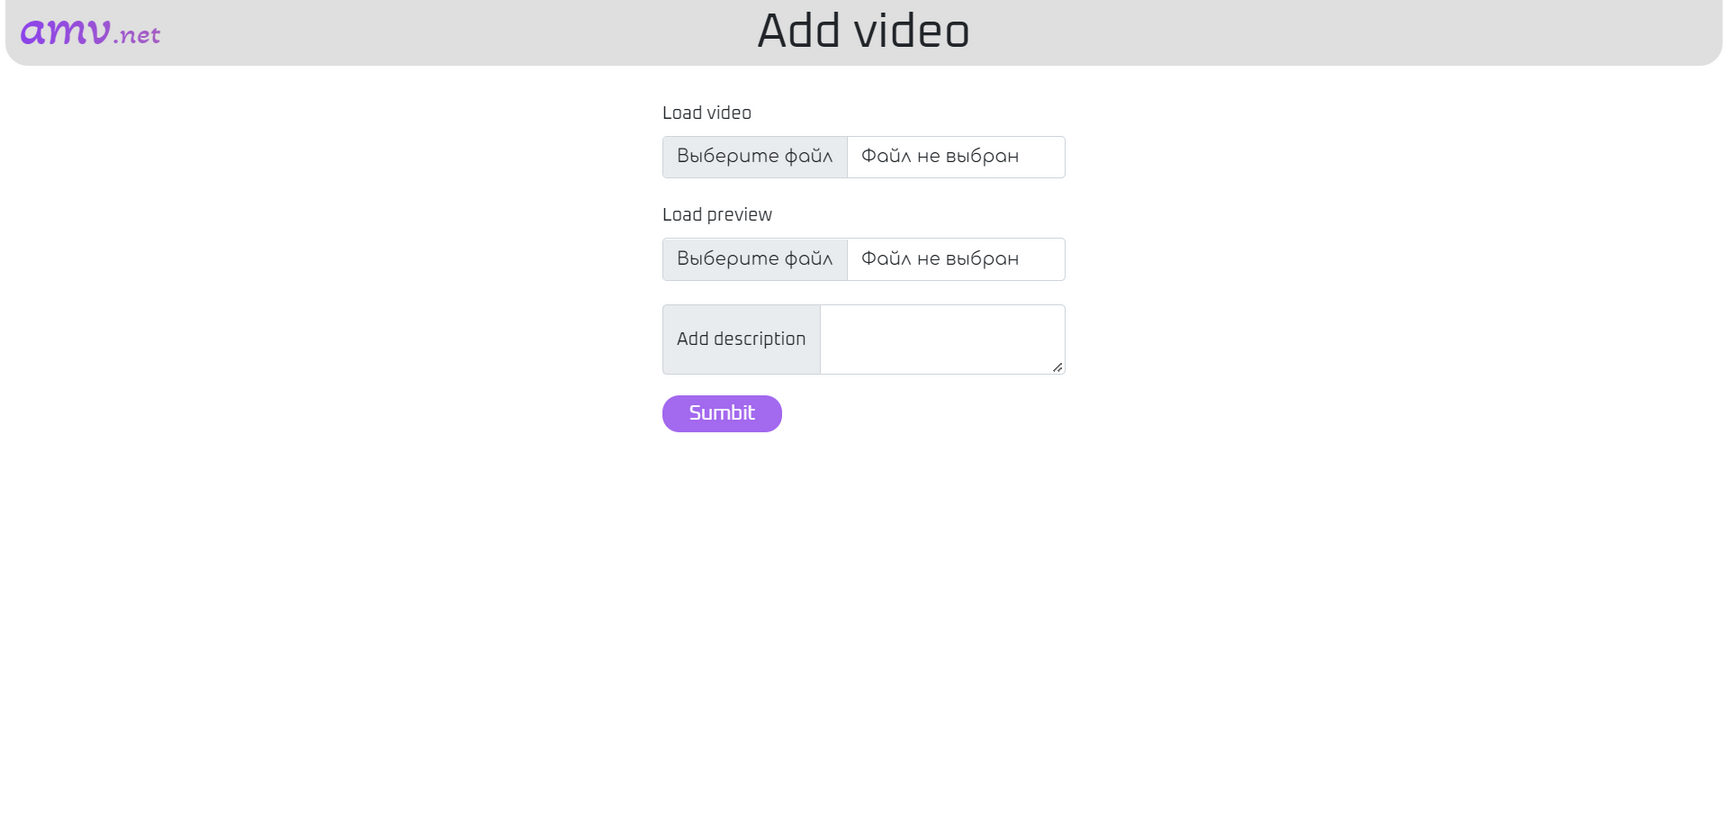 amv.net
Add video
Load video
Выберите файл Файл не выбран
Load preview
Выберите файл Файл не выбран
Add description
Sumbit